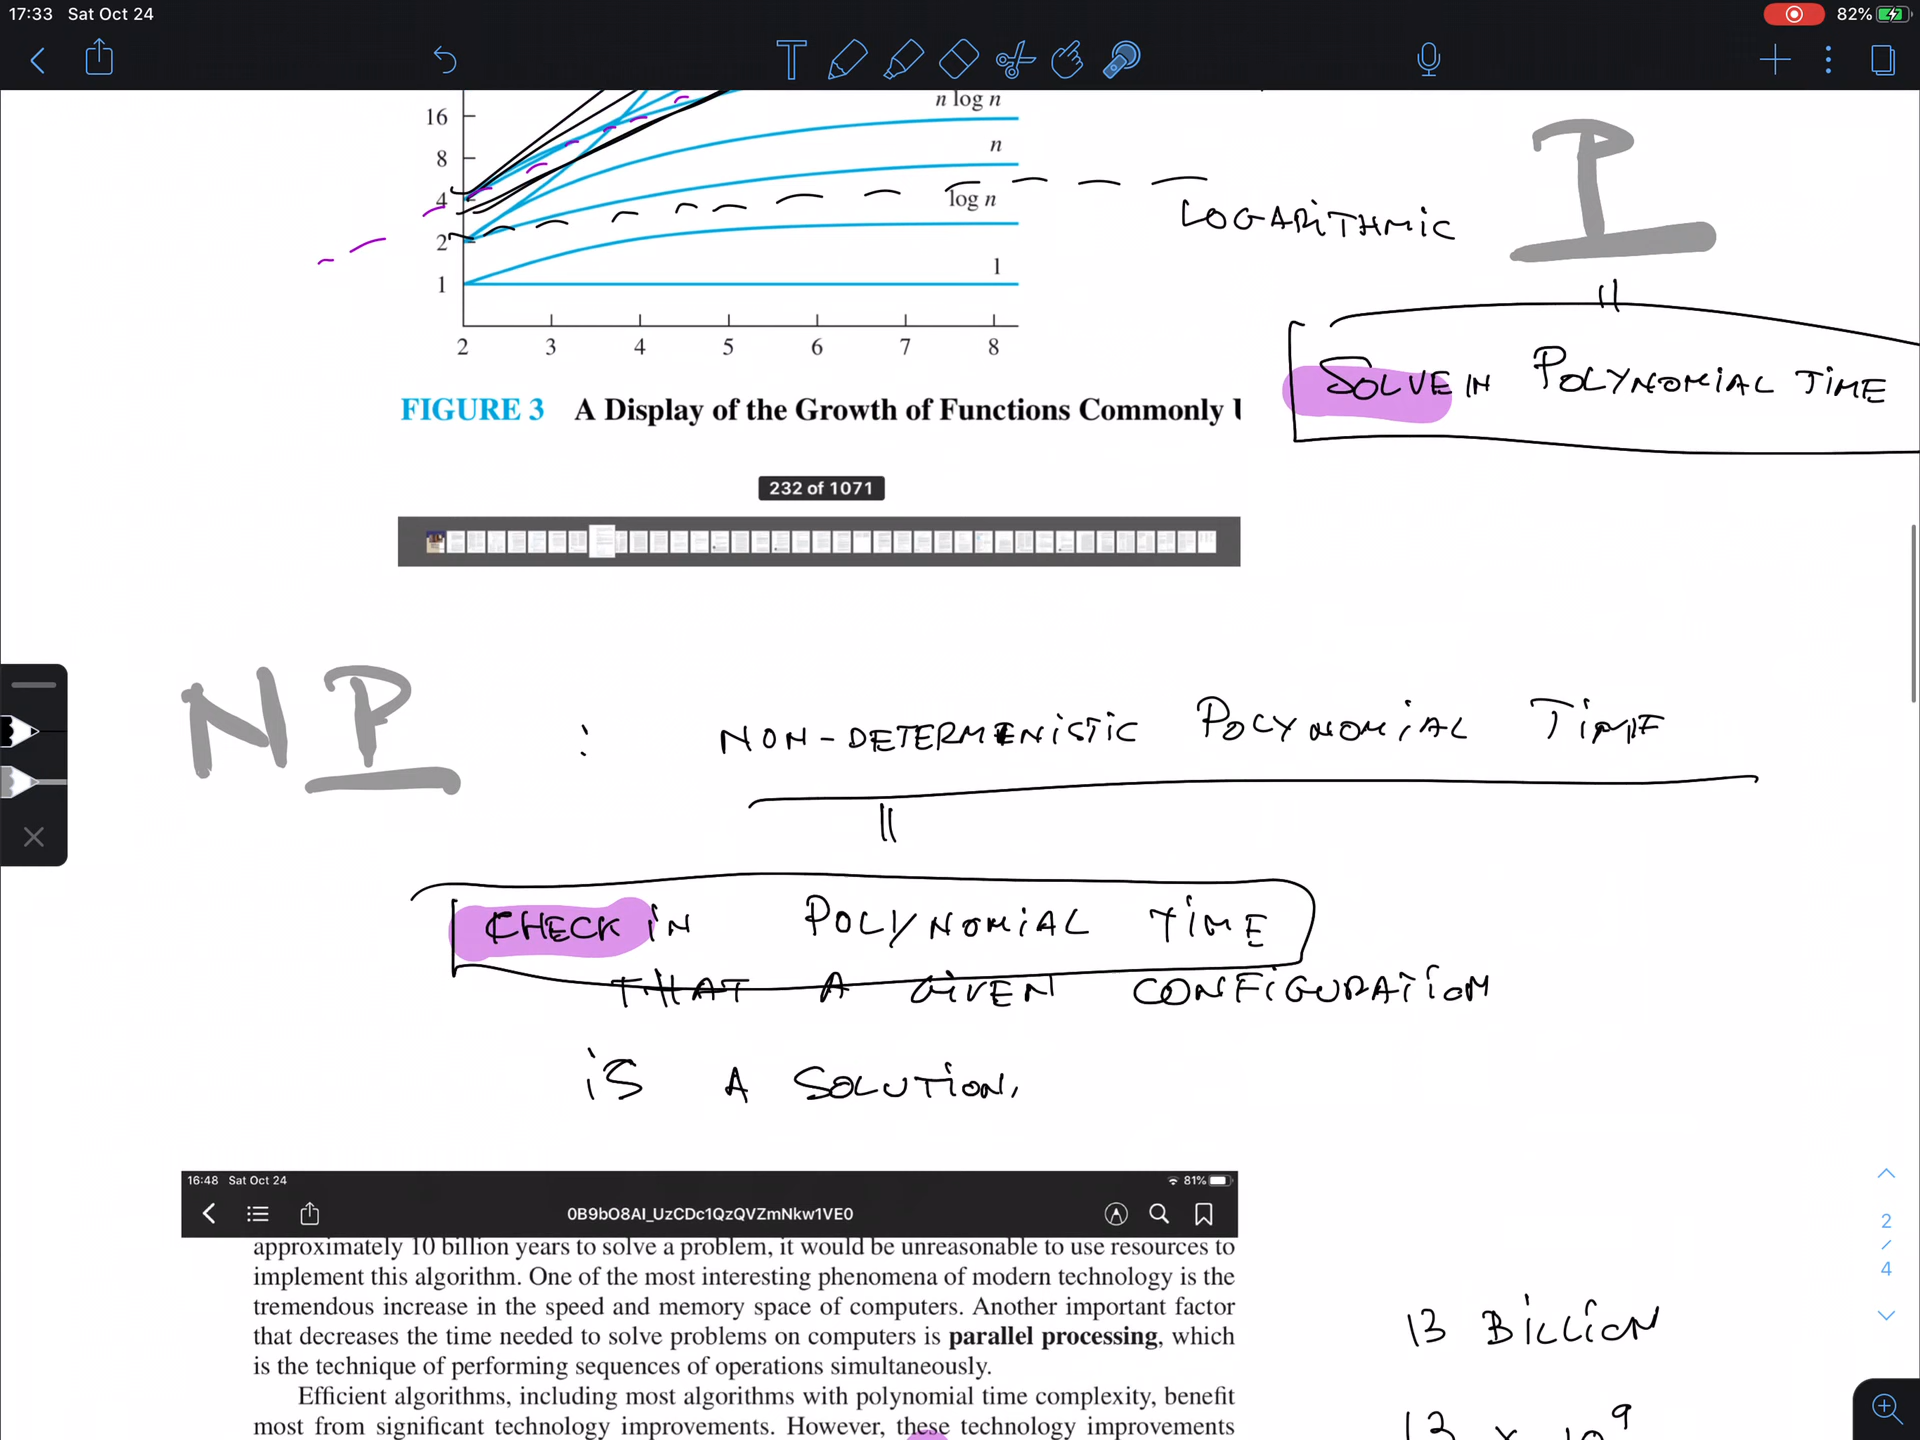 17:33 Sat Oct 24
82%
16
n log n
8
n
4
log n
LOGARiTHMiC
P
2
1
1
2 3 4 5 6 7 8
SOLVE IN POLYNOMiAL TiME
FIGURE 3 A Display of the Growth of Functions Commonly U
232 of 1071
NP : NON-DETERMENiSTiC POLYNOMiAL TiME
CHECK iN POLYNOMiAL TiME
THAT A GiVEN CONFiGURATiON
iS A SOLUTiON,
16:48 Sat Oct 24
81%
0B9bO8AI_UzCDc1QzQVZmNkw1VE0
approximately 10 billion years to solve a problem, it would be unreasonable to use resources to
implement this algorithm. One of the most interesting phenomena of modern technology is the
tremendous increase in the speed and memory space of computers. Another important factor
that decreases the time needed to solve problems on computers is parallel processing, which
is the technique of performing sequences of operations simultaneously.
Efficient algorithms, including most algorithms with polynomial time complexity, benefit
most from significant technology improvements. However, these technology improvements
2
/
4
13 BiLLiON
13 x 10^9